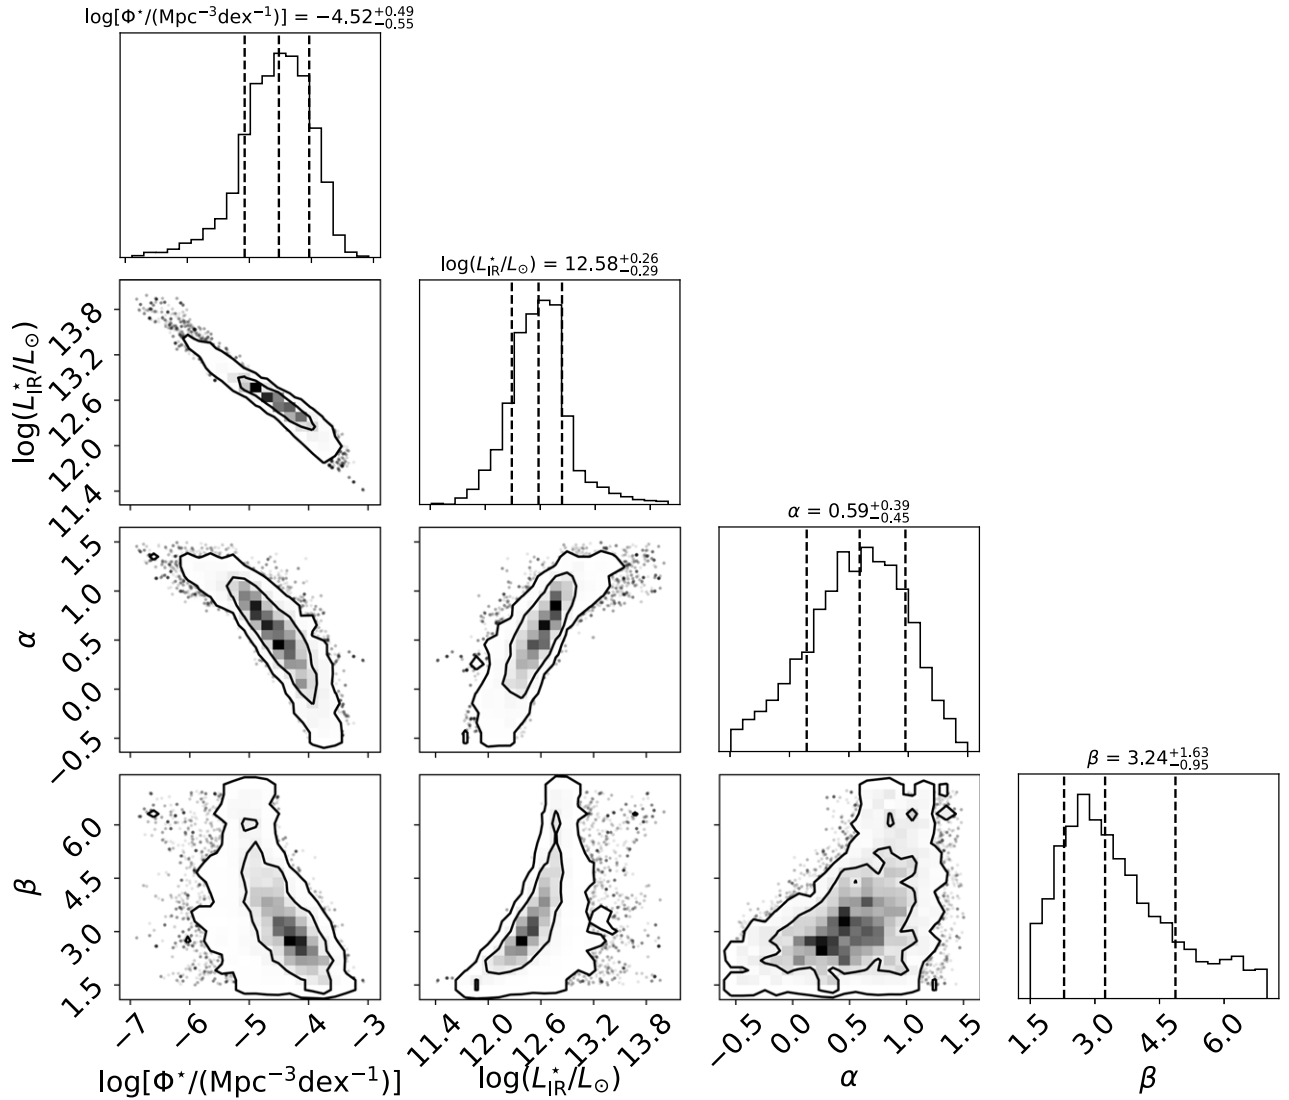 log[Φ*/(Mpc⁻³dex⁻¹)] = −4.52 +0.49 −0.55
log(L*IR/L⊙) = 12.58 +0.26 −0.29
log(L*IR/L⊙)
13.8
13.2
12.6
12.0
11.4
α = 0.59 +0.39 −0.45
α
1.5
1.0
0.5
0.0
−0.5
β = 3.24 +1.63 −0.95
β
6.0
4.5
3.0
1.5
−7 −6 −5 −4 −3
11.4 12.0 12.6 13.2 13.8
−0.5 0.0 0.5 1.0 1.5
1.5 3.0 4.5 6.0
log[Φ*/(Mpc⁻³dex⁻¹)]
log(L*IR/L⊙)
α
β